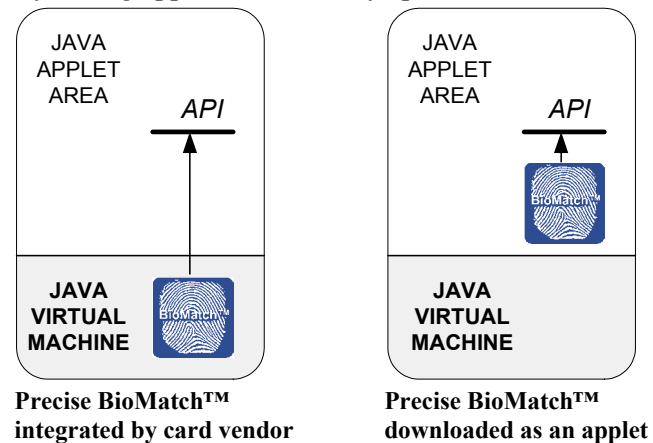 JAVA
APPLET
AREA
API
BioMatch™
JAVA
VIRTUAL
MACHINE
Precise BioMatch™
integrated by card vendor
JAVA
APPLET
AREA
API
BioMatch™
JAVA
VIRTUAL
MACHINE
Precise BioMatch™
downloaded as an applet